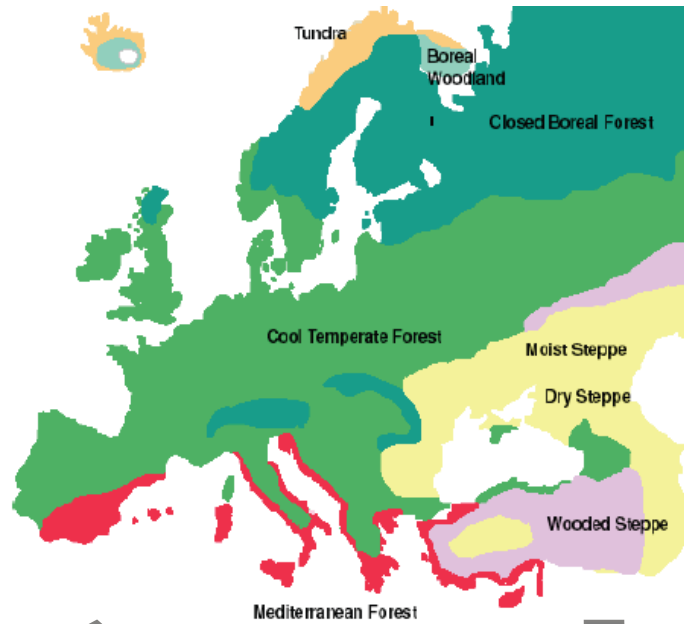 Tundra
Boreal
Woodland
Closed Boreal Forest
Cool Temperate Forest
Moist Steppe
Dry Steppe
Wooded Steppe
Mediterranean Forest